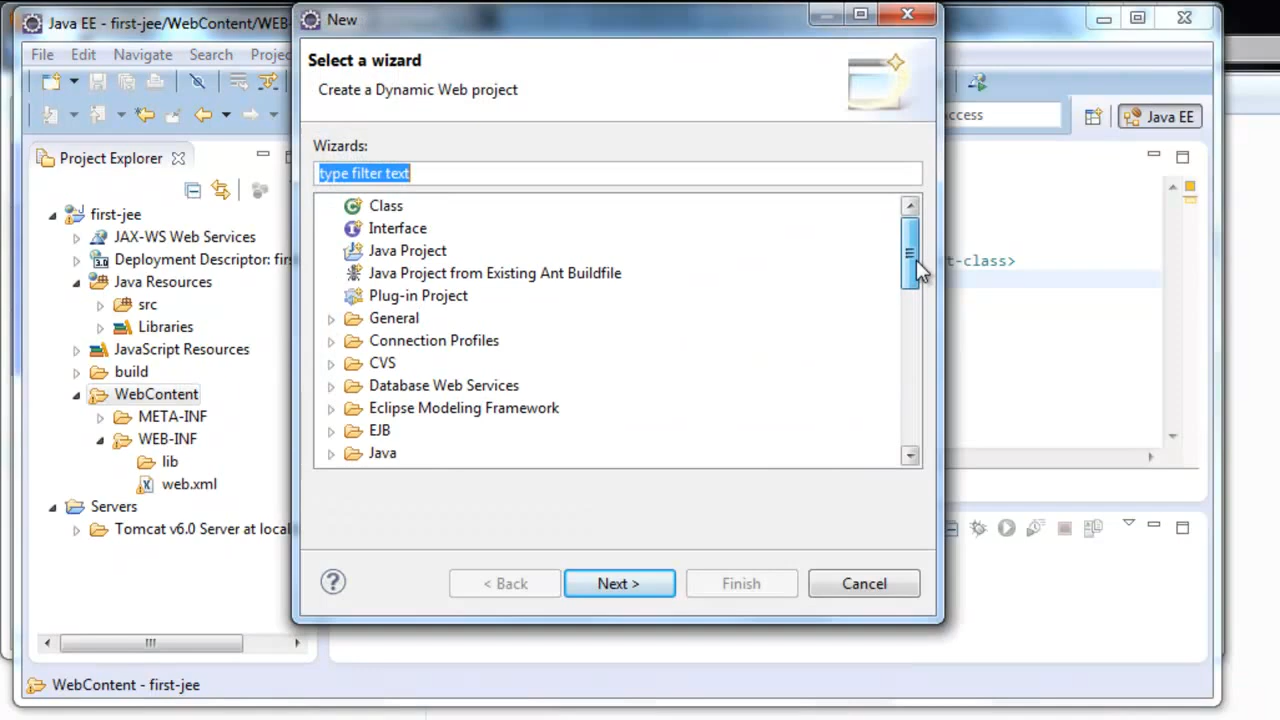 Java EE - first-jee/WebContent/WEB-
New
File Edit Navigate Search Projec
Select a wizard
Create a Dynamic Web project
ccess
Java EE
Wizards:
type filter text
Project Explorer
first-jee
JAX-WS Web Services
Deployment Descriptor: firs
3.0
Java Resources
src
Libraries
JavaScript Resources
build
WebContent
META-INF
WEB-INF
lib
web.xml
Servers
Tomcat v6.0 Server at local
Class
Interface
Java Project
Java Project from Existing Ant Buildfile
Plug-in Project
General
Connection Profiles
CVS
Database Web Services
Eclipse Modeling Framework
EJB
Java
t-class>
< Back
Next >
Finish
Cancel
WebContent - first-jee